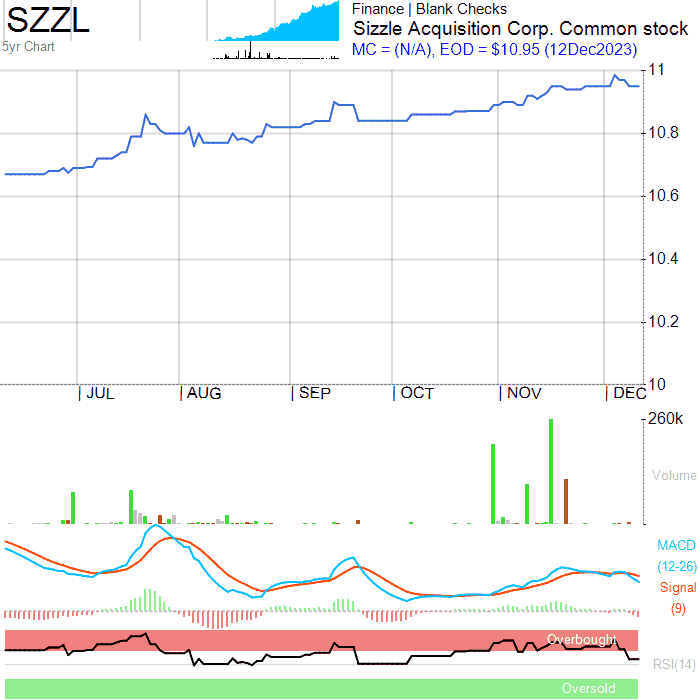 SZZL
5yr Chart
Finance | Blank Checks
Sizzle Acquisition Corp. Common stock
MC = (N/A), EOD = $10.95 (12Dec2023)
11
10.8
10.6
10.4
10.2
10
| JUL | AUG | SEP | OCT | NOV | DEC
260k
Volume
MACD
(12-26)
Signal
(9)
Overbought
RSI(14)
Oversold